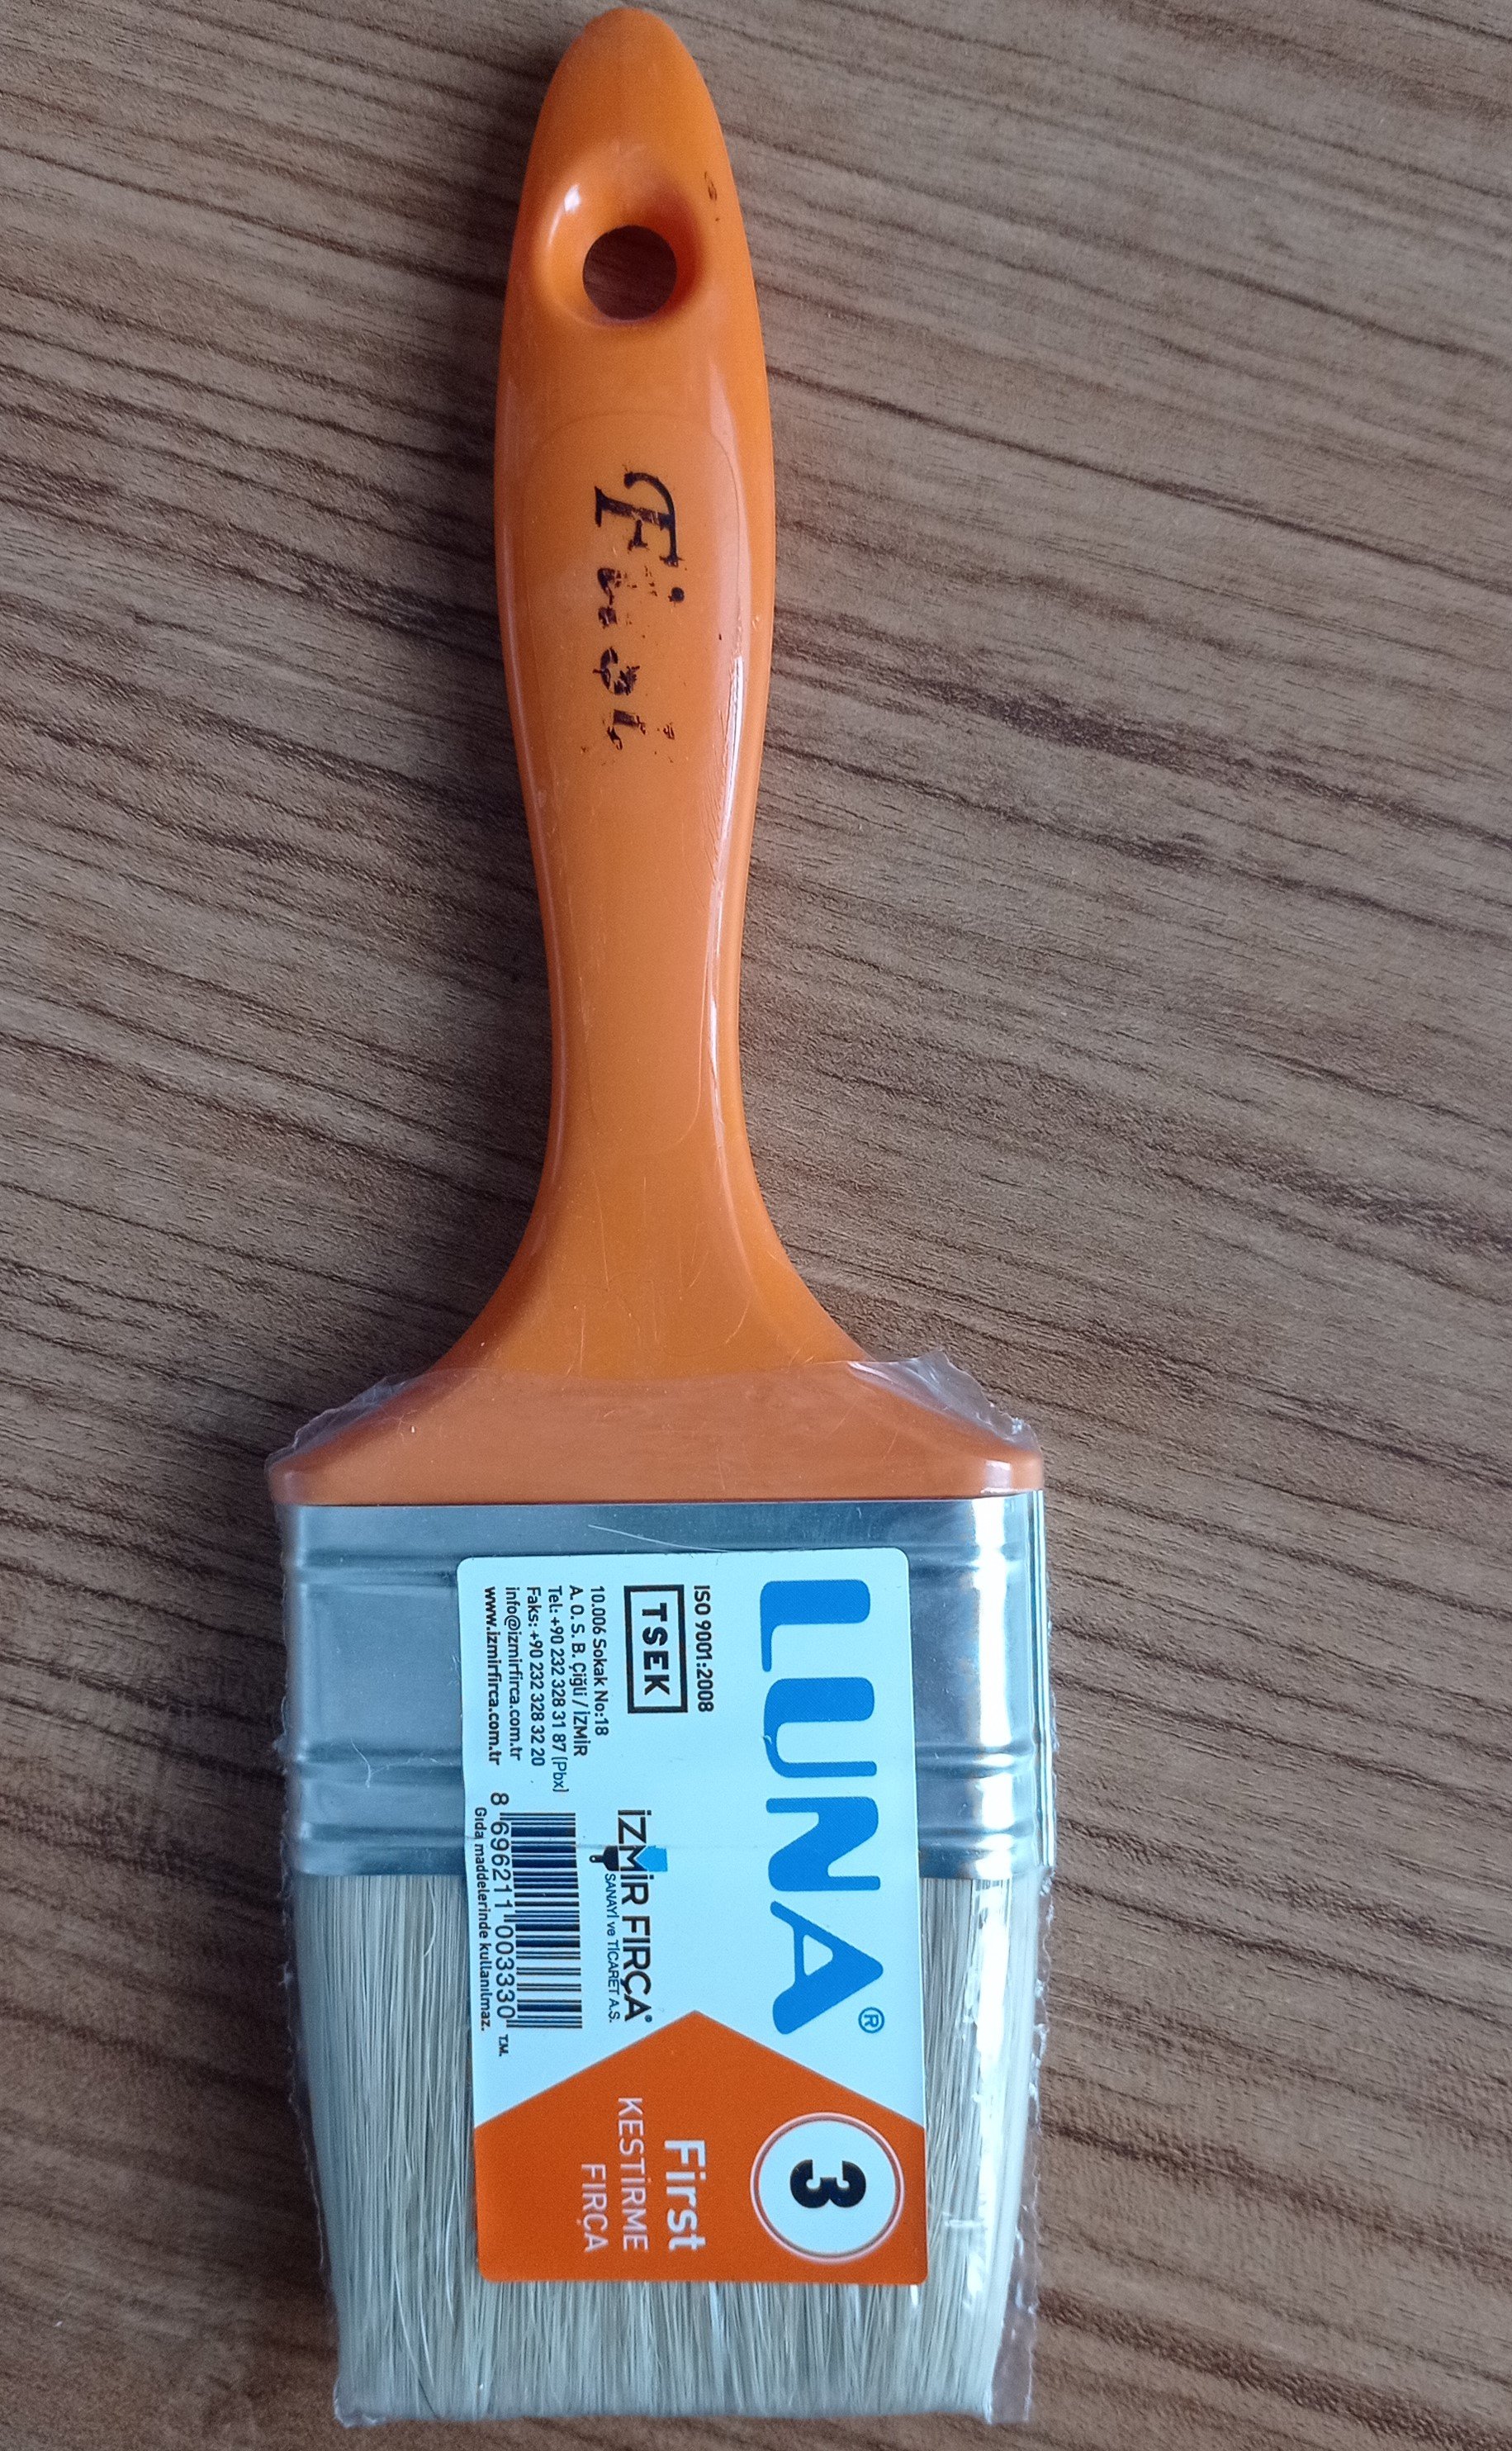 First
LUNA®
ISO 9001:2008
TSEK
10.006 Sokak No:18
A.O.S.B. Çiğli / İZMİR
Tel: +90 232 328 31 87 (Pbx)
Faks: +90 232 328 32 20
info@izmirfirca.com.tr
www.izmirfirca.com.tr
İZMİR FIRÇA®
SANAYİ ve TİCARET A.Ş.
8 696211 003330 T.M.
Gıda maddelerinde kullanılmaz.
3
First
KESTİRME
FIRÇA